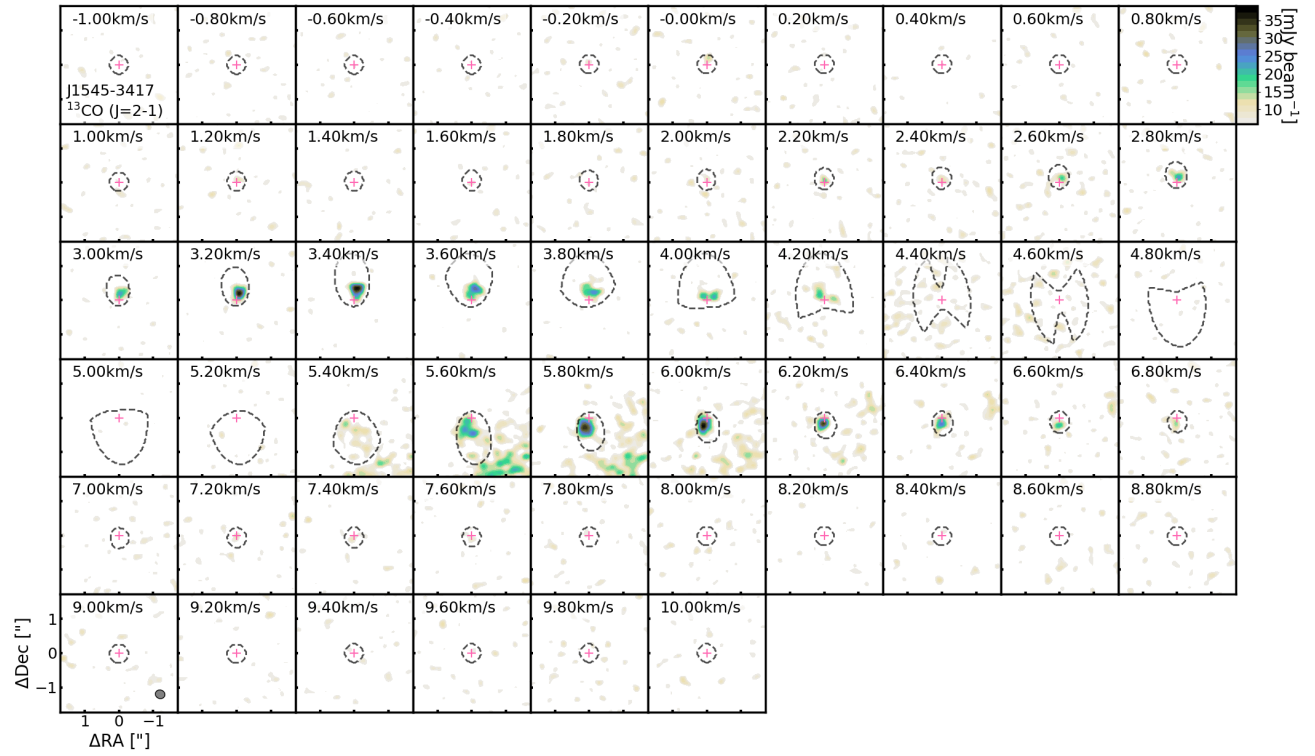 -1.00km/s -0.80km/s -0.60km/s -0.40km/s -0.20km/s -0.00km/s 0.20km/s 0.40km/s 0.60km/s 0.80km/s
J1545-3417
¹³CO (J=2-1)
35
30
25
20
15
10
[mJy beam⁻¹]
1.00km/s 1.20km/s 1.40km/s 1.60km/s 1.80km/s 2.00km/s 2.20km/s 2.40km/s 2.60km/s 2.80km/s
3.00km/s 3.20km/s 3.40km/s 3.60km/s 3.80km/s 4.00km/s 4.20km/s 4.40km/s 4.60km/s 4.80km/s
5.00km/s 5.20km/s 5.40km/s 5.60km/s 5.80km/s 6.00km/s 6.20km/s 6.40km/s 6.60km/s 6.80km/s
7.00km/s 7.20km/s 7.40km/s 7.60km/s 7.80km/s 8.00km/s 8.20km/s 8.40km/s 8.60km/s 8.80km/s
9.00km/s 9.20km/s 9.40km/s 9.60km/s 9.80km/s 10.00km/s
1
0
−1
ΔDec ["]
1 0 −1
ΔRA ["]